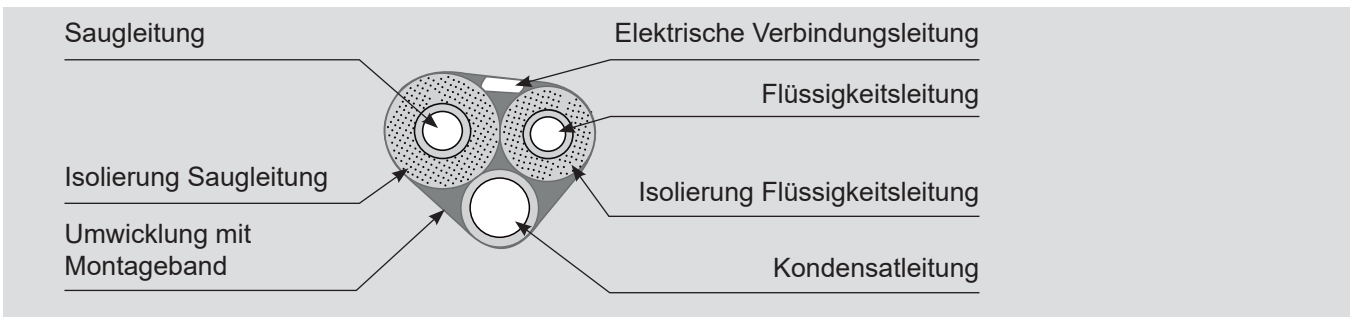 Saugleitung
Isolierung Saugleitung
Umwicklung mit
Montageband
Elektrische Verbindungsleitung
Flüssigkeitsleitung
Isolierung Flüssigkeitsleitung
Kondensatleitung